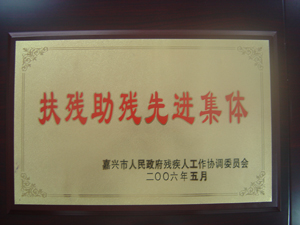 扶残助残先进集体
嘉兴市人民政府残疾人工作协调委员会
二〇〇六年五月